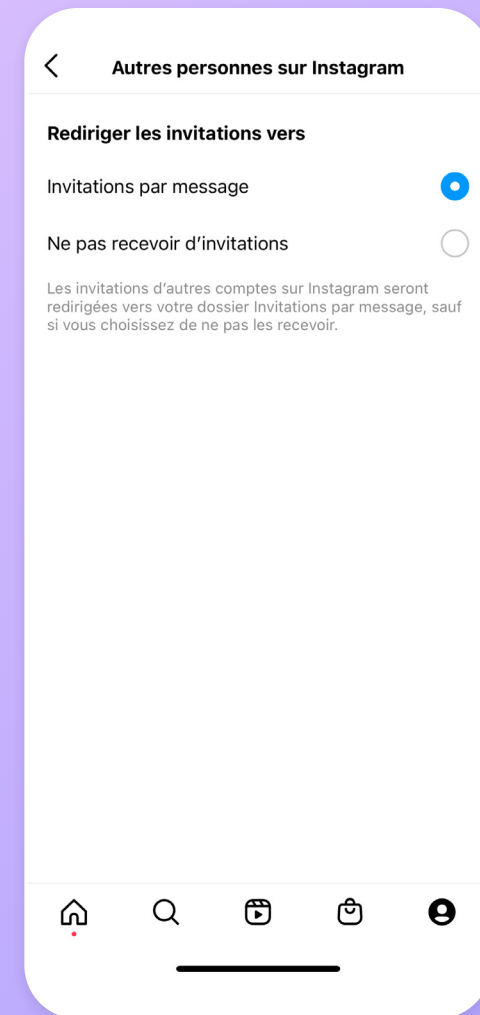 Autres personnes sur Instagram
Rediriger les invitations vers
Invitations par message
Ne pas recevoir d’invitations
Les invitations d’autres comptes sur Instagram seront
redirigées vers votre dossier Invitations par message, sauf
si vous choisissez de ne pas les recevoir.